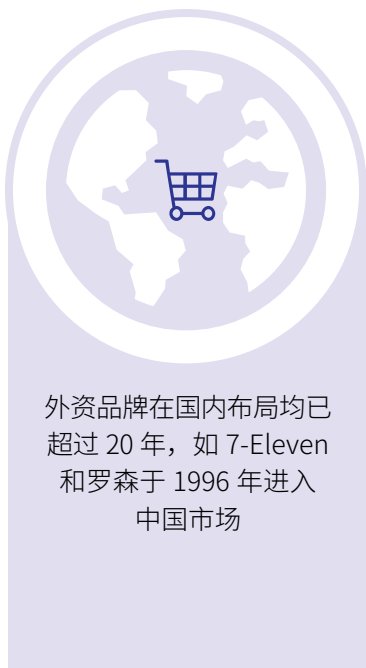 外资品牌在国内布局均已
超过 20 年，如 7-Eleven
和罗森于 1996 年进入
中国市场